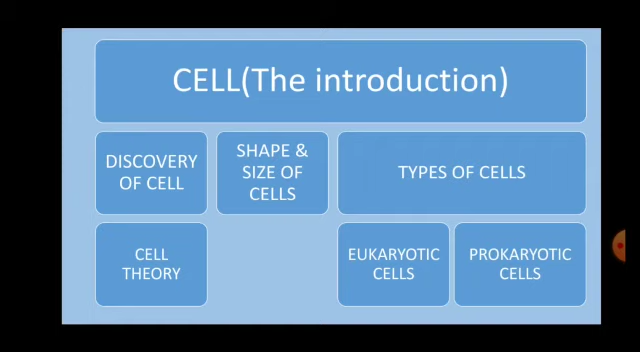 CELL(The introduction)
DISCOVERY
OF CELL
SHAPE &
SIZE OF
CELLS
TYPES OF CELLS
CELL
THEORY
EUKARYOTIC
CELLS
PROKARYOTIC
CELLS